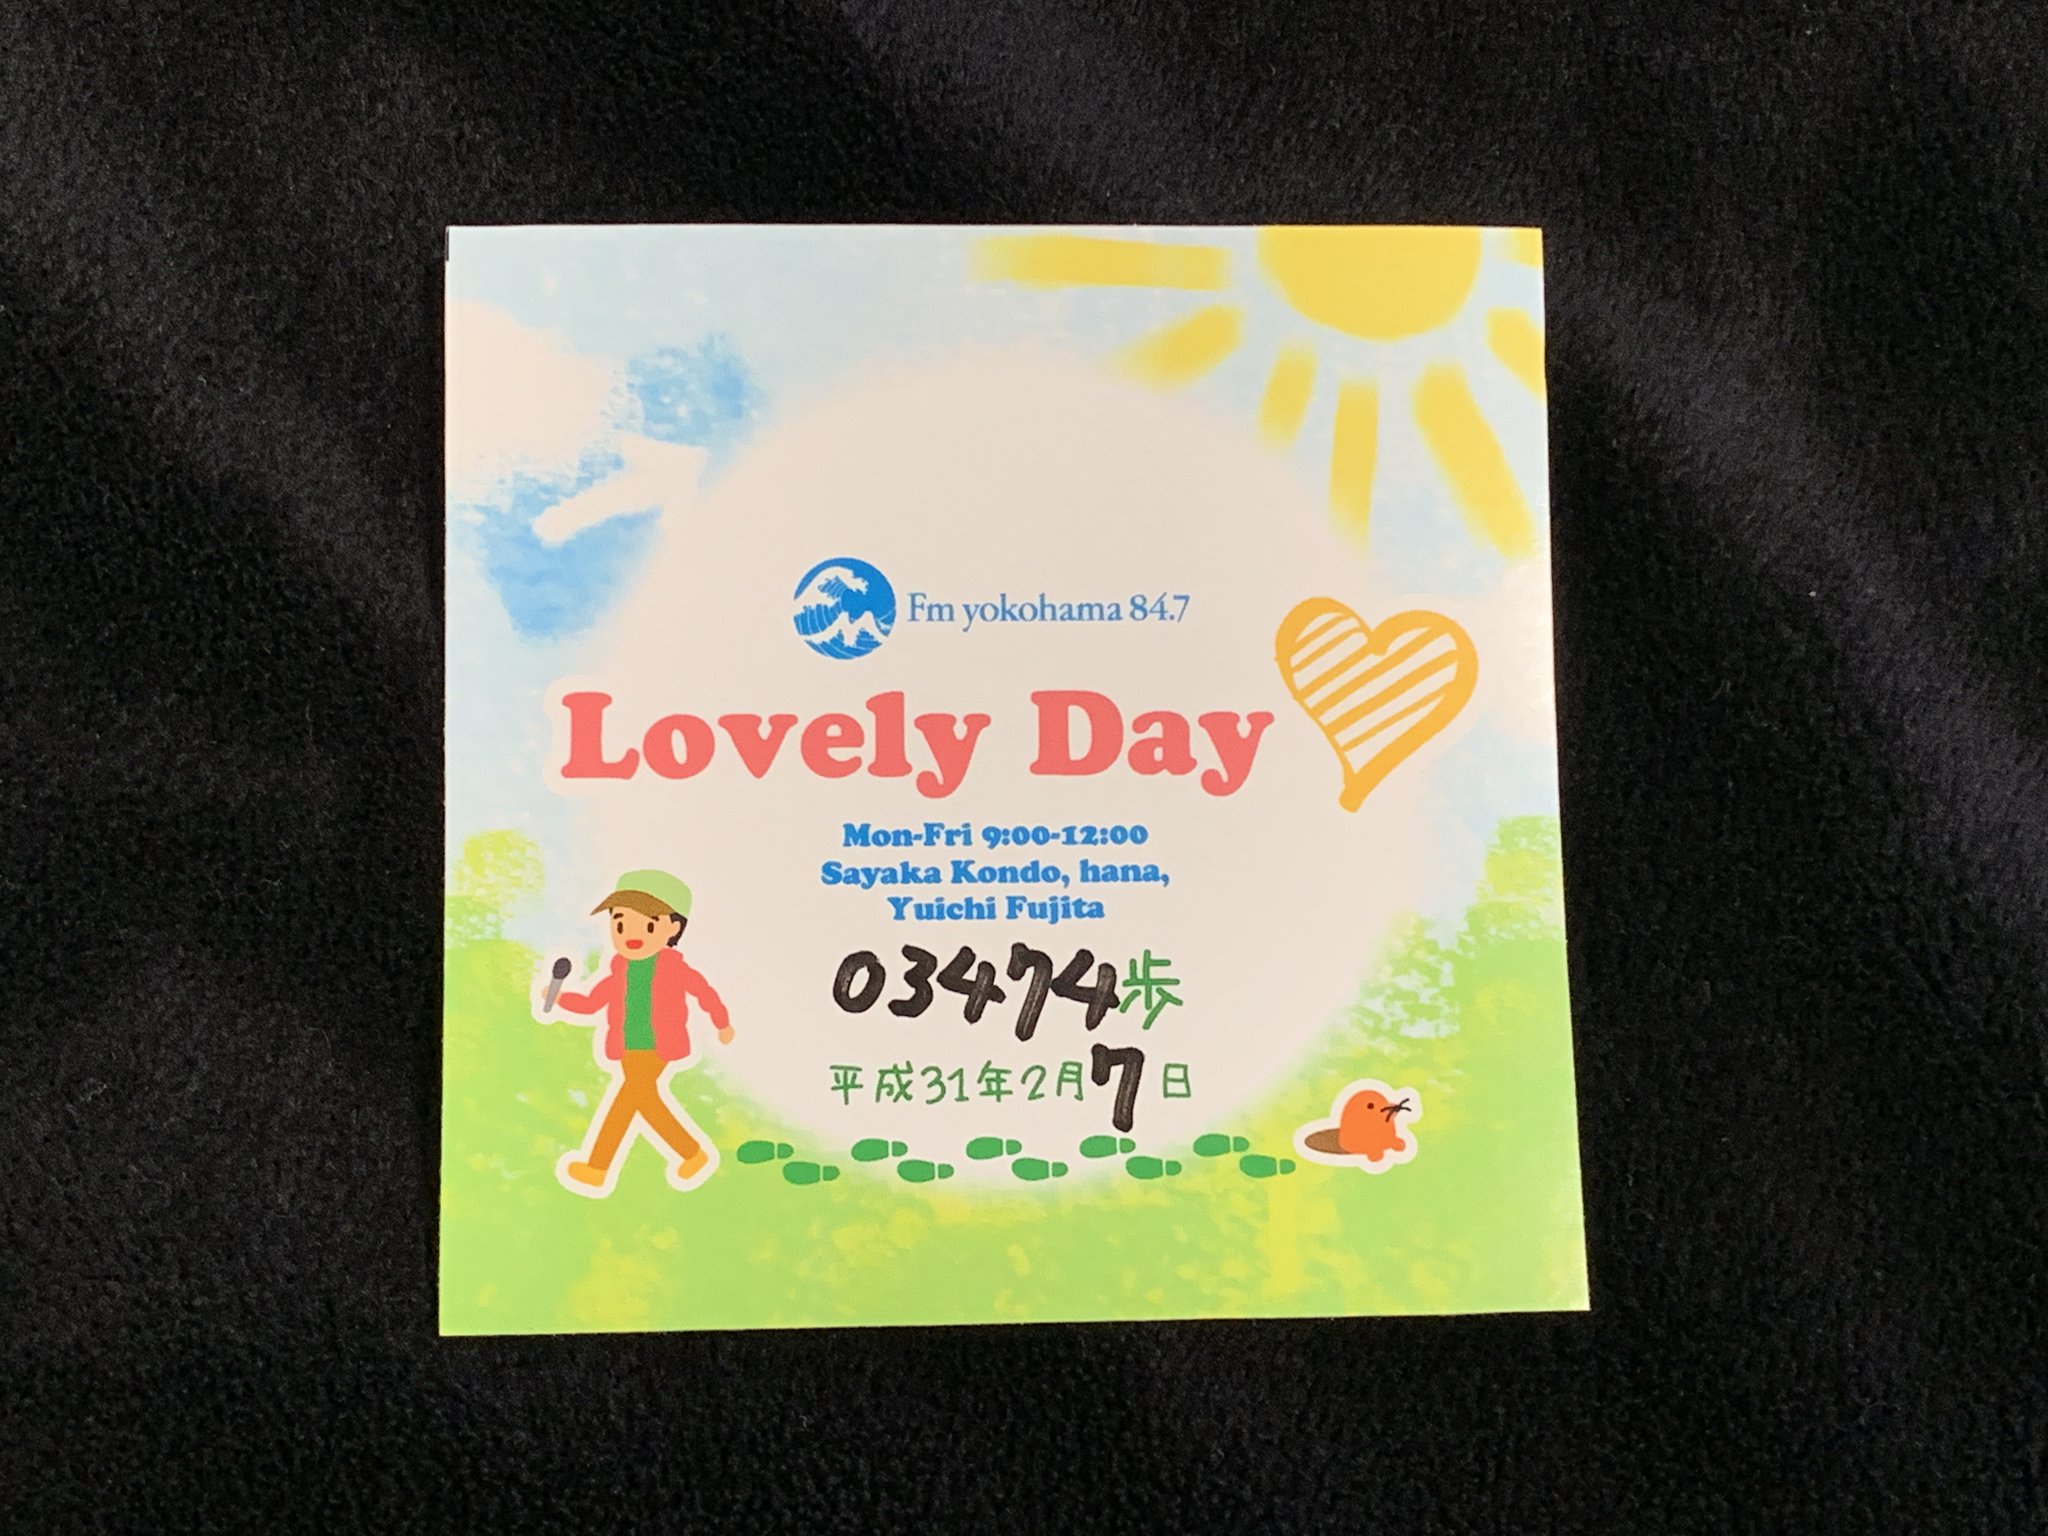 Fm yokohama 84.7
Lovely Day
Mon-Fri 9:00-12:00
Sayaka Kondo, hana,
Yuichi Fujita
03474歩
平成31年2月7日